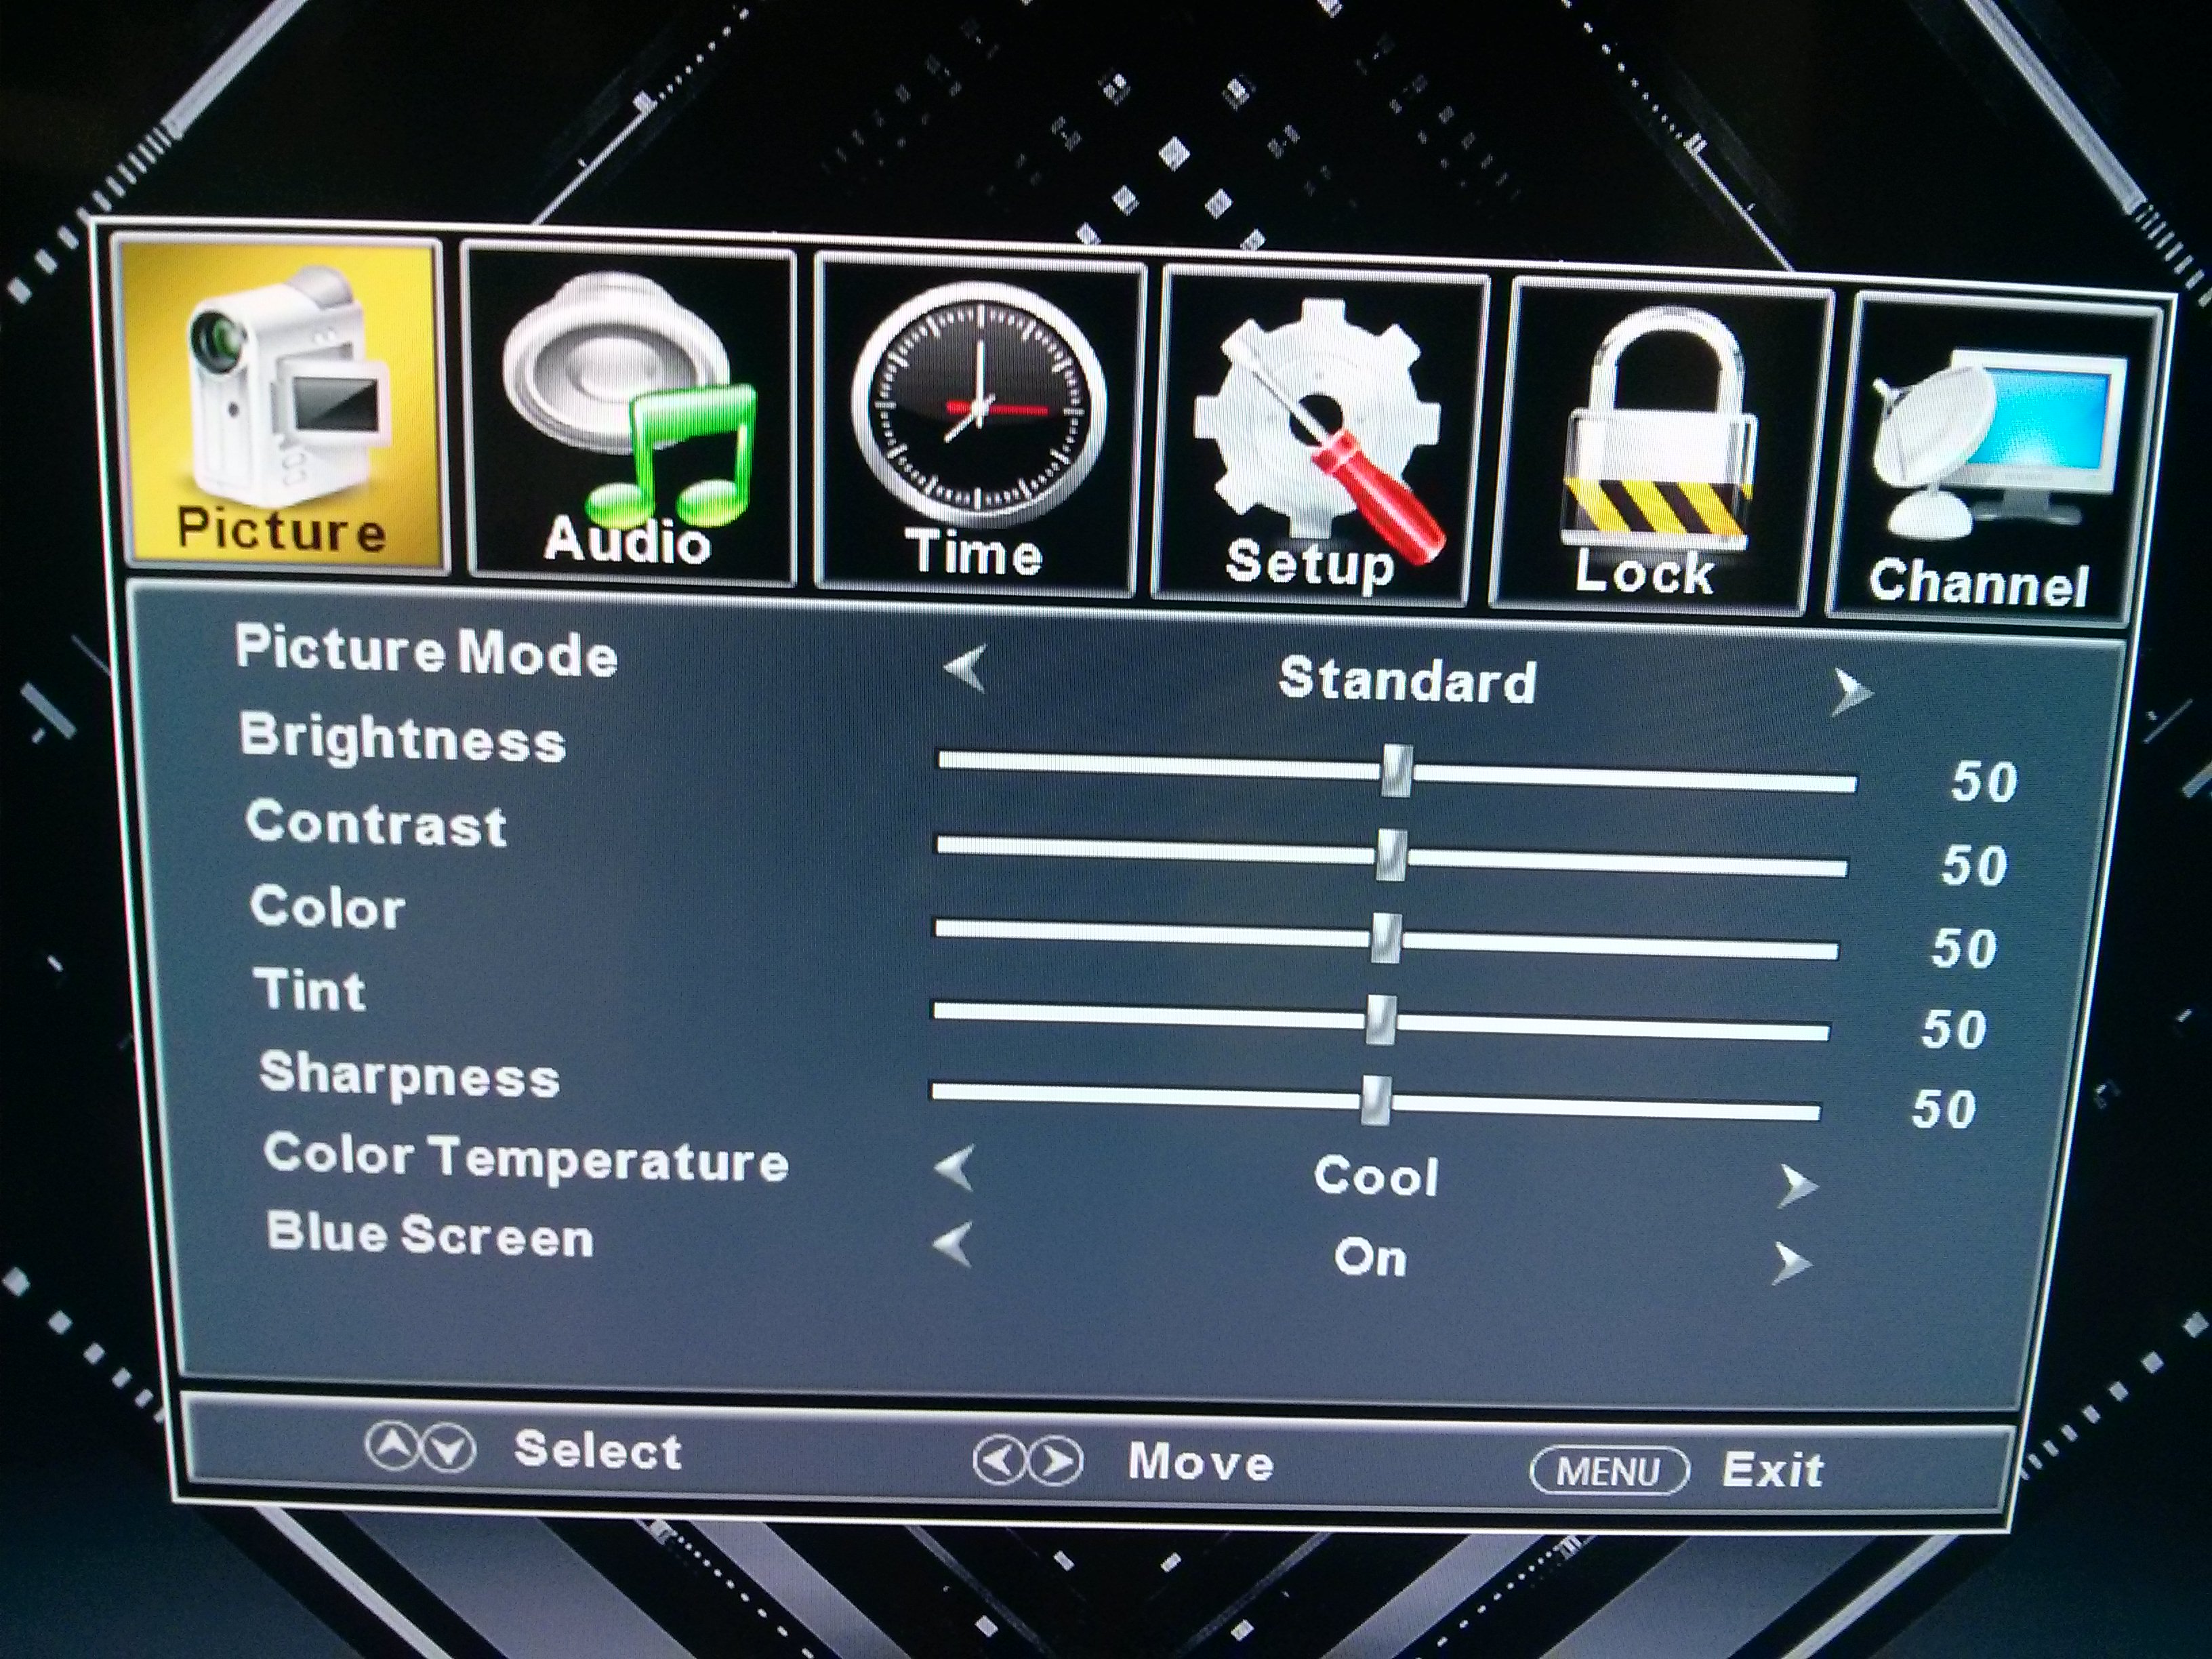 Picture Audio Time Setup Lock Channel
Picture Mode Standard
Brightness 50
Contrast 50
Color 50
Tint 50
Sharpness 50
Color Temperature Cool
Blue Screen On
Select Move MENU Exit